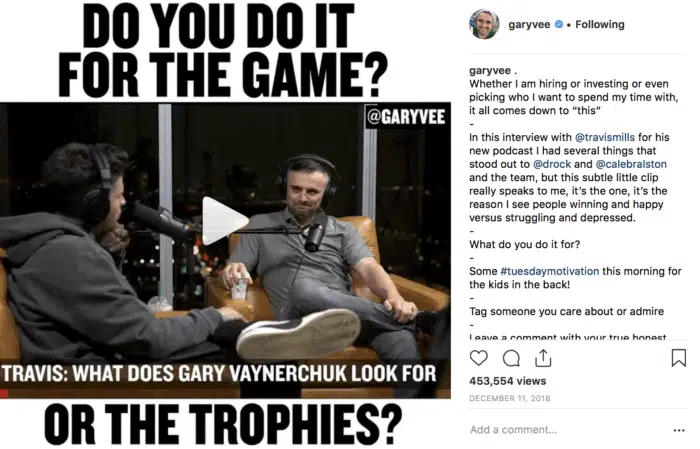 DO YOU DO IT
FOR THE GAME?
@GARYVEE
TRAVIS: WHAT DOES GARY VAYNERCHUK LOOK FOR
OR THE TROPHIES?
garyvee • Following
garyvee .
Whether I am hiring or investing or even
picking who I want to spend my time with,
it all comes down to “this”
-
In this interview with @travismills for his
new podcast I had several things that
stood out to @drock and @calebralston
and the team, but this subtle little clip
really speaks to me, it’s the one, it’s the
reason I see people winning and happy
versus struggling and depressed.
-
What do you do it for?
-
Some #tuesdaymotivation this morning for
the kids in the back!
-
Tag someone you care about or admire
-
Leave a comment with your true honest
453,554 views
DECEMBER 11, 2018
Add a comment...